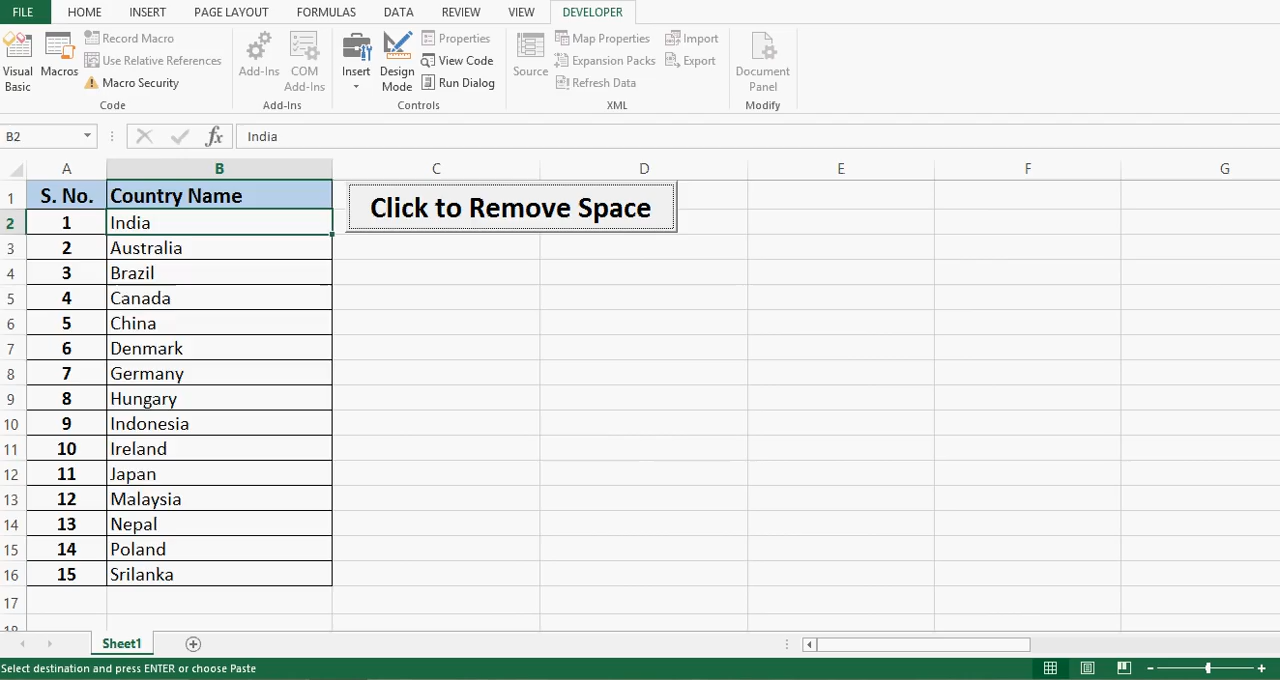 FILE HOME INSERT PAGE LAYOUT FORMULAS DATA REVIEW VIEW DEVELOPER
Visual Basic
Macros
Record Macro
Use Relative References
Macro Security
Code
Add-Ins
COM Add-Ins
Add-Ins
Insert
Design Mode
Properties
View Code
Run Dialog
Controls
Source
Map Properties
Expansion Packs
Refresh Data
Import
Export
XML
Document Panel
Modify
B2 fx India
A B C D E F G
1 S. No. Country Name Click to Remove Space
2 1 India
3 2 Australia
4 3 Brazil
5 4 Canada
6 5 China
7 6 Denmark
8 7 Germany
9 8 Hungary
10 9 Indonesia
11 10 Ireland
12 11 Japan
13 12 Malaysia
14 13 Nepal
15 14 Poland
16 15 Srilanka
17
18
Sheet1
Select destination and press ENTER or choose Paste